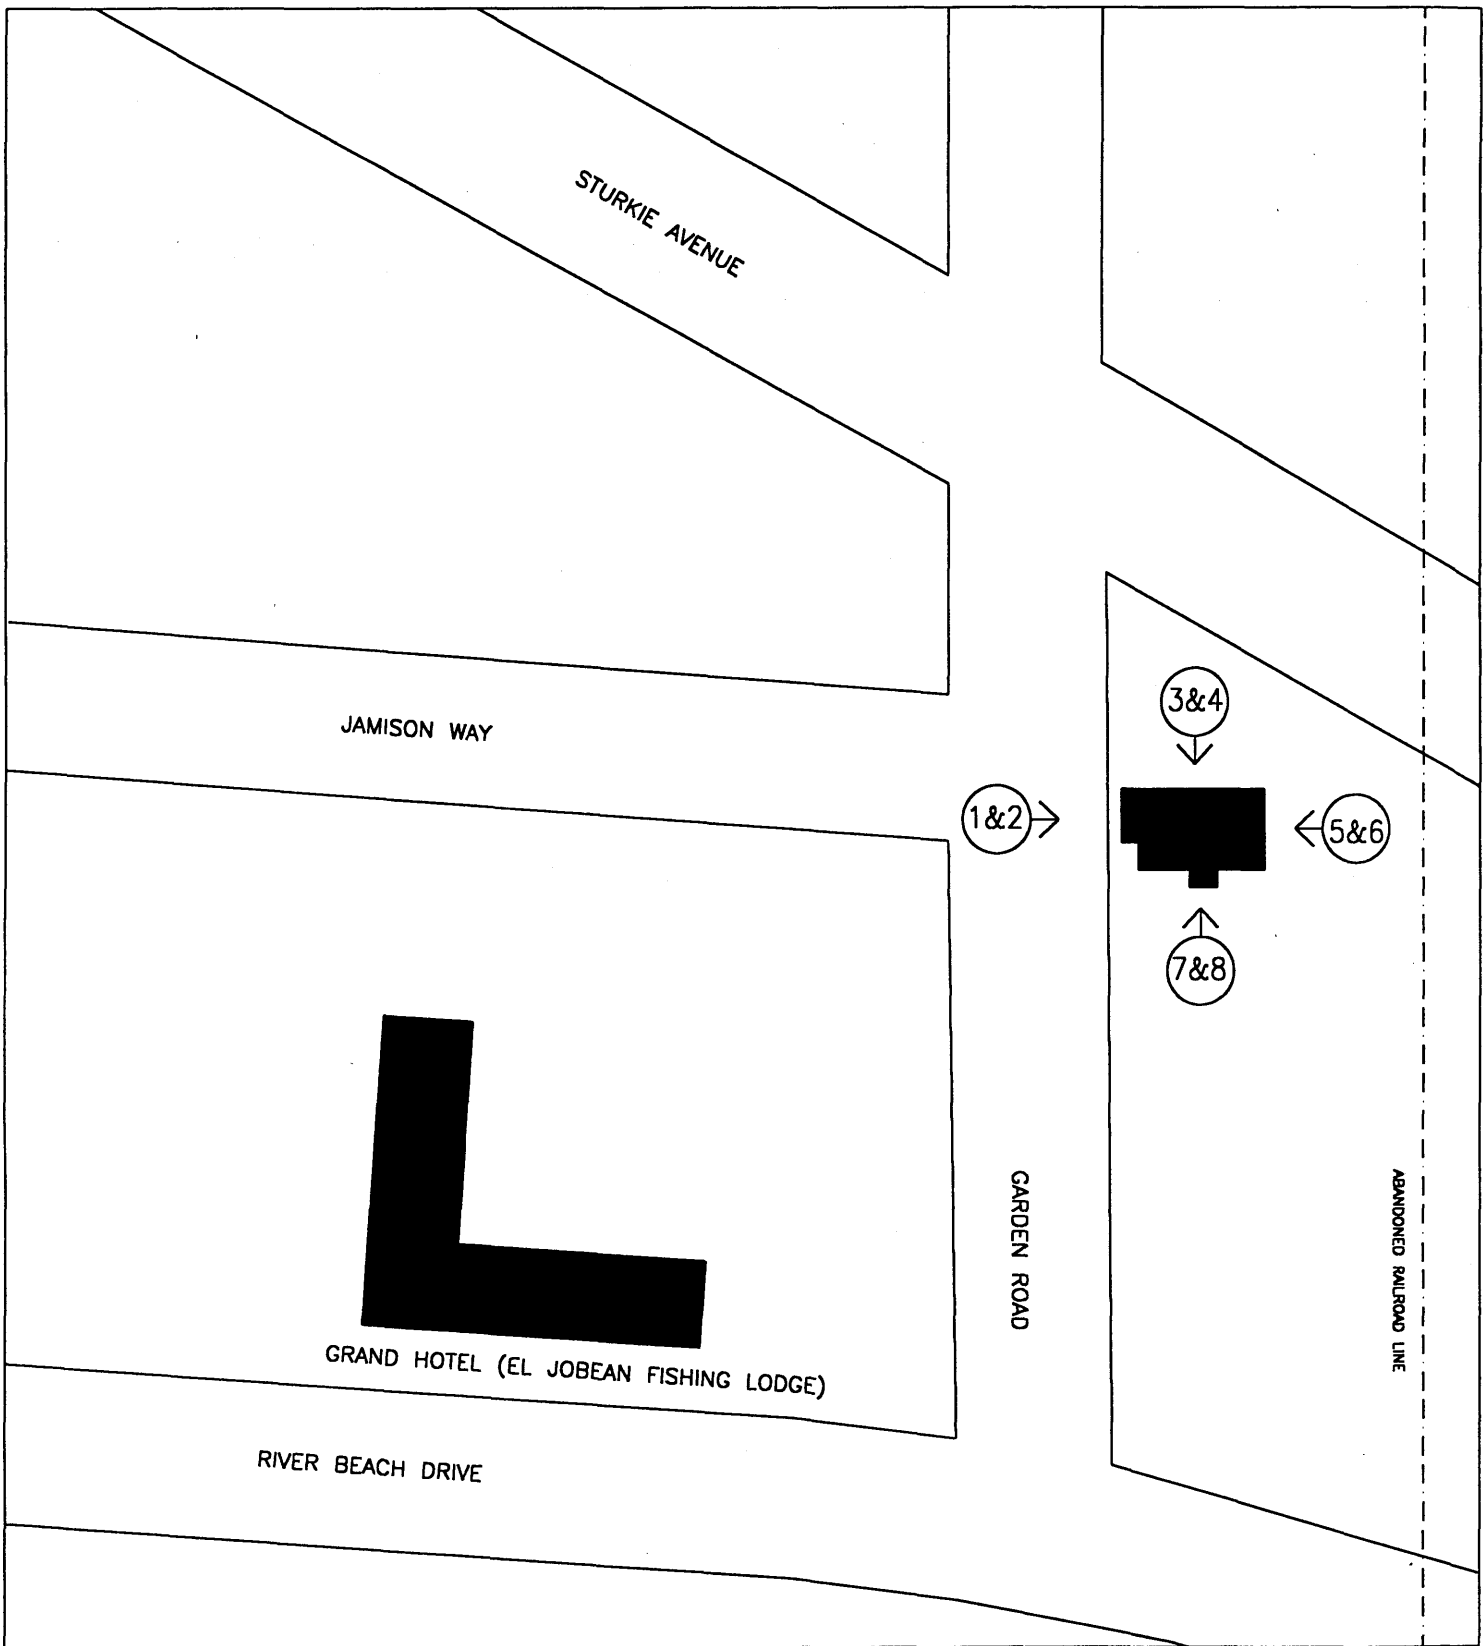 STURKIE AVENUE
3&4
JAMISON WAY
1&2
5&6
7&8
GARDEN ROAD
ABANDONED RAILROAD LINE
GRAND HOTEL (EL JOBEAN FISHING LODGE)
RIVER BEACH DRIVE